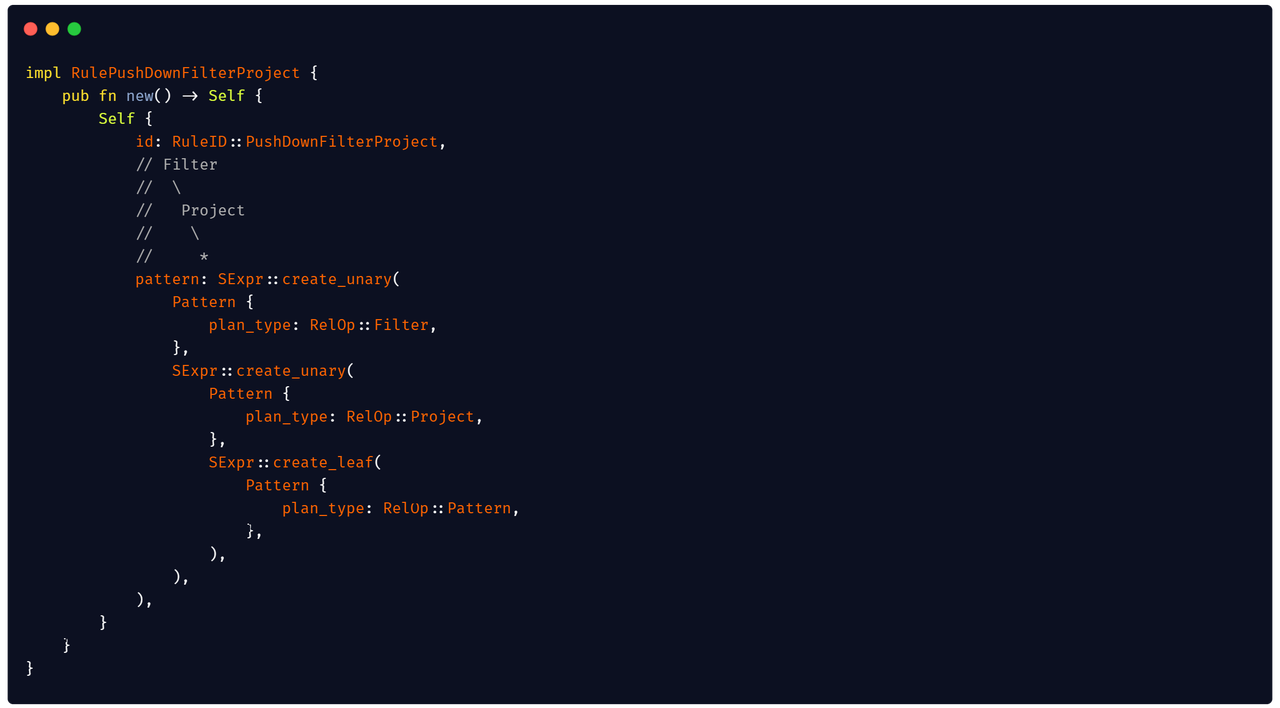 impl RulePushDownFilterProject {
    pub fn new() -> Self {
        Self {
            id: RuleID::PushDownFilterProject,
            // Filter
            //  \
            //   Project
            //    \
            //     *
            pattern: SExpr::create_unary(
                Pattern {
                    plan_type: RelOp::Filter,
                },
                SExpr::create_unary(
                    Pattern {
                        plan_type: RelOp::Project,
                    },
                    SExpr::create_leaf(
                        Pattern {
                            plan_type: RelOp::Pattern,
                        },
                    ),
                ),
            ),
        }
    }
}